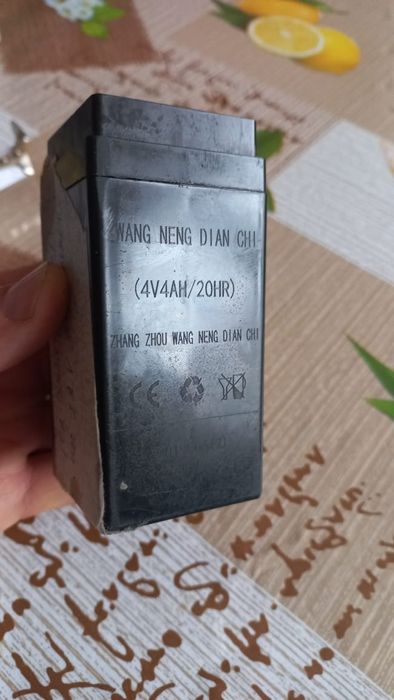 WANG NENG DIAN CHI
(4V4AH/20HR)
ZHANG ZHOU WANG NENG DIAN CHI
CE